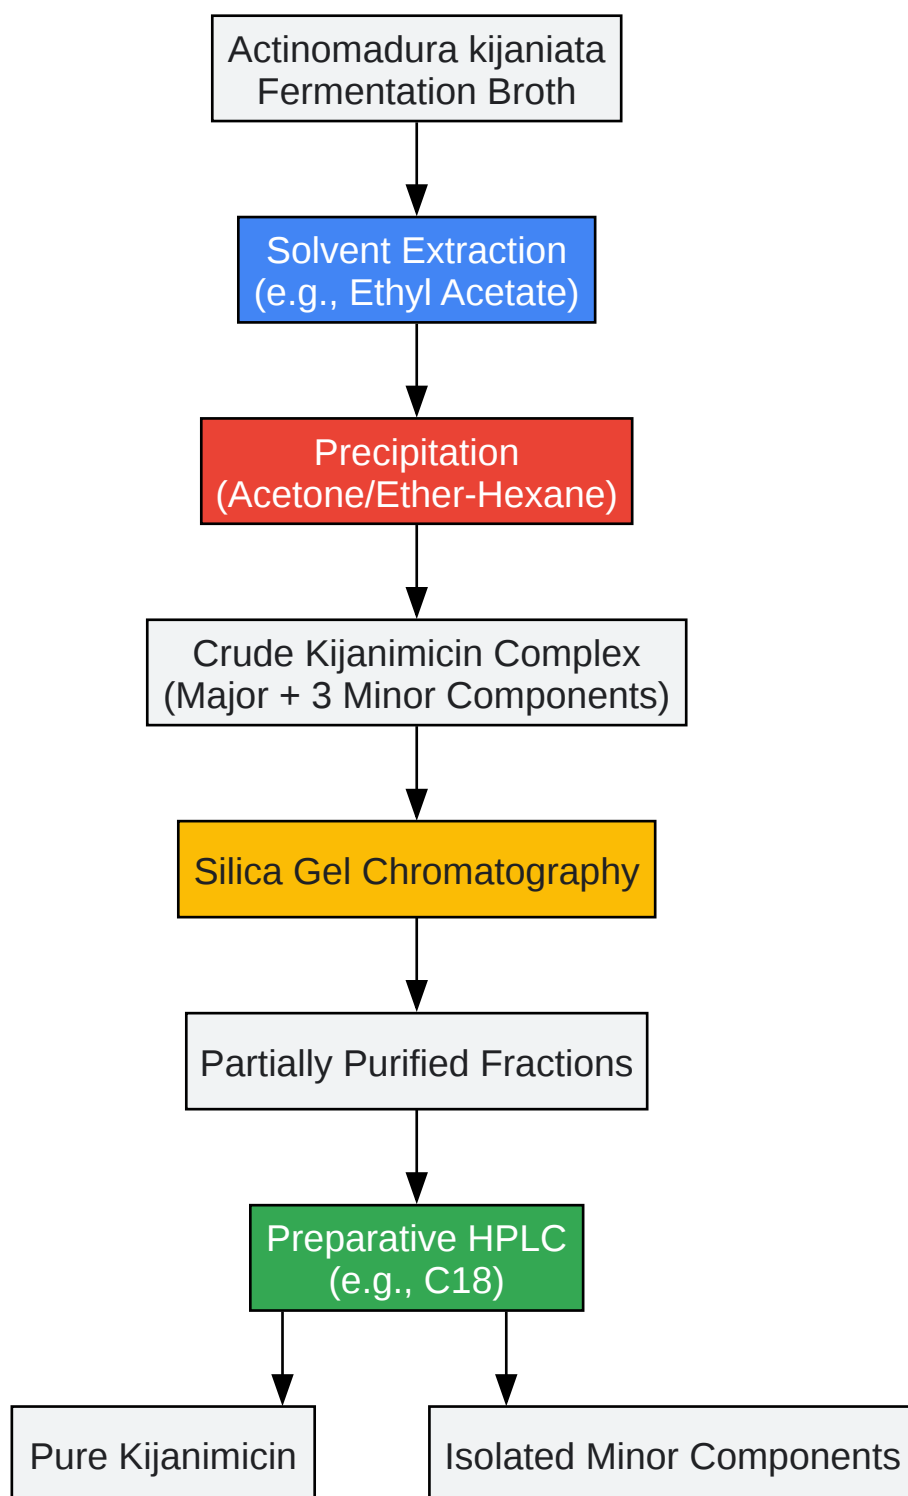 Actinomadura kijaniata
Fermentation Broth
Solvent Extraction
(e.g., Ethyl Acetate)
Precipitation
(Acetone/Ether-Hexane)
Crude Kijanimicin Complex
(Major + 3 Minor Components)
Silica Gel Chromatography
Partially Purified Fractions
Preparative HPLC
(e.g., C18)
Pure Kijanimicin
Isolated Minor Components